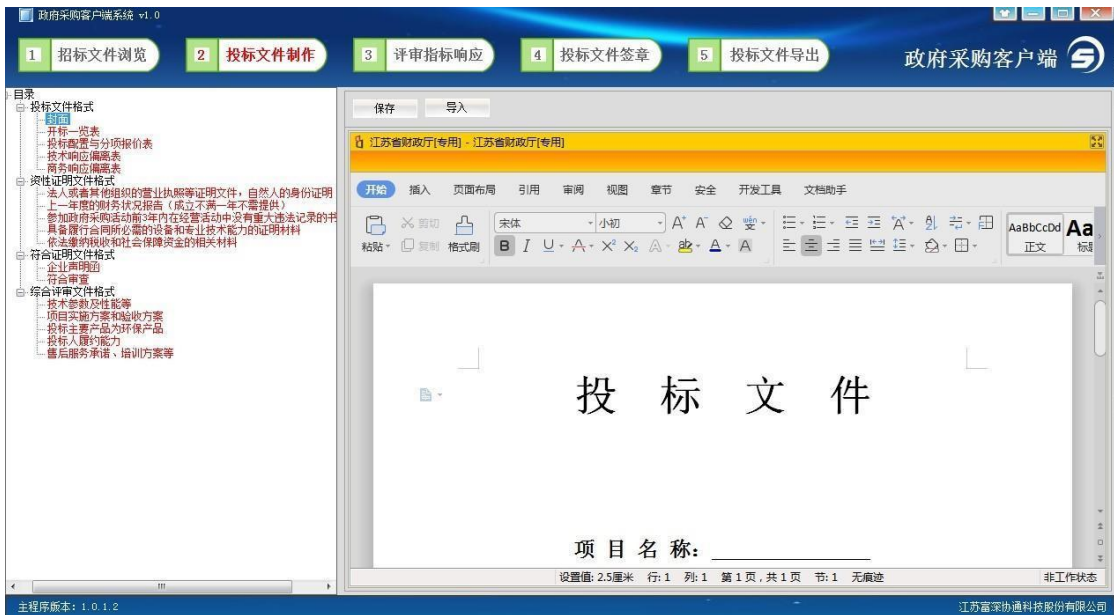 政府采购客户端系统 v1.0
1 招标文件浏览 2 投标文件制作 3 评审指标响应 4 投标文件签章 5 投标文件导出 政府采购客户端
目录
投标文件格式
封面
开标一览表
投标配置与分项报价表
技术响应偏离表
商务响应偏离表
资性证明文件格式
法人或者其他组织的营业执照等证明文件，自然人的身份证明
上一年度的财务状况报告（成立不满一年不需提供）
参加政府采购活动前3年内在经营活动中没有重大违法记录的书
具备履行合同所必需的设备和专业技术能力的证明材料
依法缴纳税收和社会保障资金的相关材料
符合证明文件格式
企业声明函
符合审查
综合评审文件格式
技术参数及性能等
项目实施方案和验收方案
投标主要产品为环保产品
投标人履约能力
售后服务承诺、培训方案等
保存 导入
江苏省财政厅[专用] - 江苏省财政厅[专用]
开始 插入 页面布局 引用 审阅 视图 章节 安全 开发工具 文档助手
剪切 宋体 小初 AaBbCcDd Aa
粘贴 复制 格式刷 B I U 正文 标题
投 标 文 件
项 目 名 称：
设置值: 2.5厘米 行: 1 列: 1 第 1 页 , 共 1 页 节: 1 无痕迹 非工作状态
主程序版本: 1.0.1.2 江苏富深协通科技股份有限公司